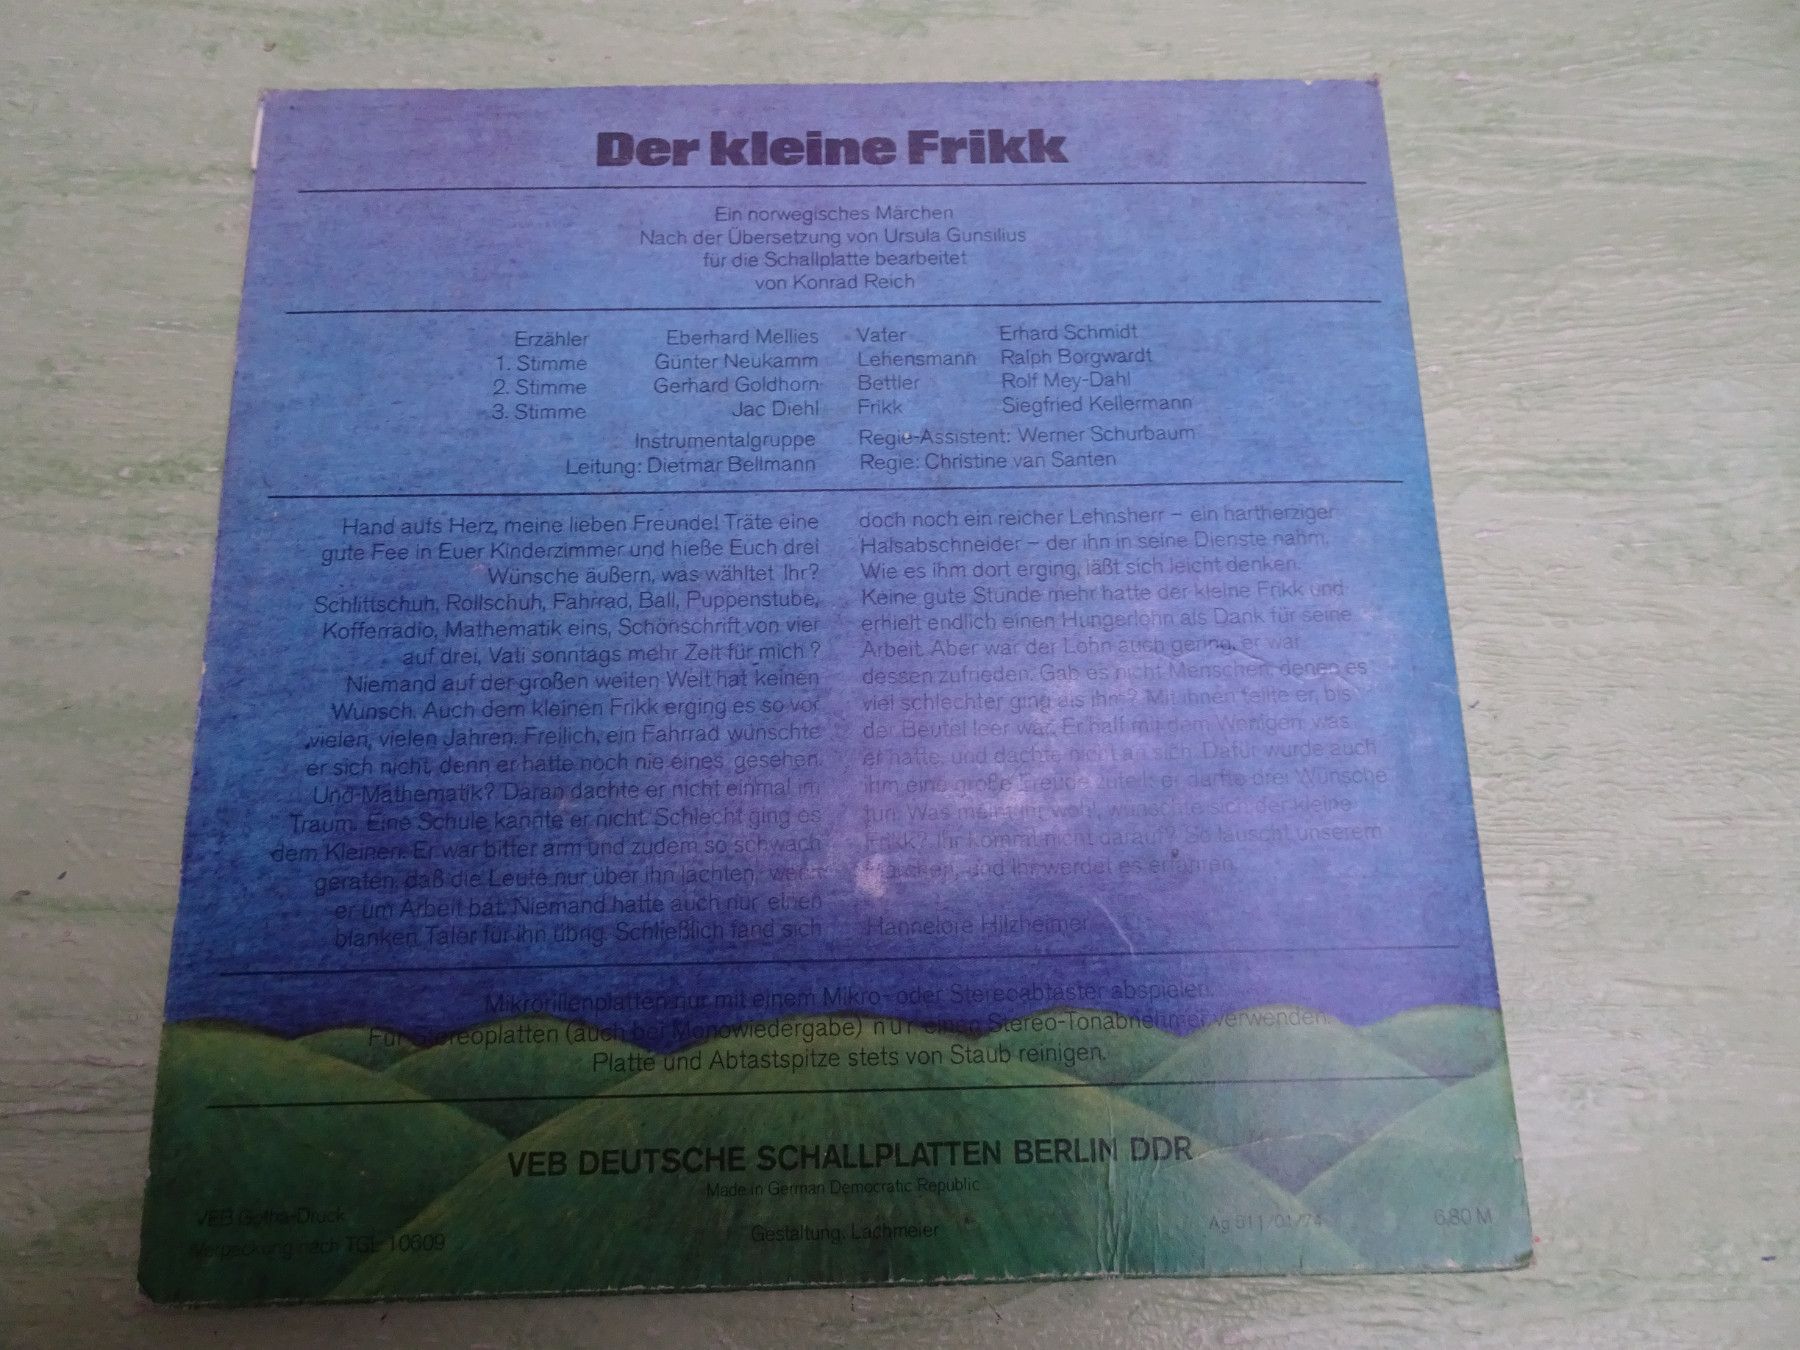 Der kleine Frikk
Ein norwegisches Märchen
Nach der Übersetzung von Ursula Gunsilius
für die Schallplatte bearbeitet
von Konrad Reich
Erzähler Eberhard Mellies
1. Stimme Günter Neukamm
2. Stimme Gerhard Goldhorn
3. Stimme Jac Diehl
Instrumentalgruppe
Leitung: Dietmar Bellmann
Vater Erhard Schmidt
Lehensmann Ralph Borgwardt
Bettler Rolf Mey-Dahl
Frikk Siegfried Kellermann
Regie-Assistent: Werner Schurbaum
Regie: Christine van Santen
Hand aufs Herz, meine lieben Freunde! Träte eine
gute Fee in Euer Kinderzimmer und hieße Euch drei
Wünsche äußern, was wähltet Ihr?
Schlittschuh, Rollschuh, Fahrrad, Ball, Puppenstube,
Kofferradio, Mathematik eins, Schönschrift von vier
auf drei, Vati sonntags mehr Zeit für mich?
Niemand auf der großen weiten Welt hat keinen
Wunsch. Auch dem kleinen Frikk erging es so vor
vielen, vielen Jahren. Freilich, ein Fahrrad wünschte
er sich nicht, denn er hatte noch nie eines gesehen.
Und Mathematik? Daran dachte er nicht einmal im
Traum. Eine Schule kannte er nicht. Schlecht ging es
dem Kleinen. Er war bitter arm und zudem so schwach
geraten, daß die Leute nur über ihn lachten, wenn
er um Arbeit bat. Niemand hatte auch nur einen
blanken Taler für ihn übrig. Schließlich fand sich
doch noch ein reicher Lehnsherr – ein hartherziger
Halsabschneider – der ihn in seine Dienste nahm.
Wie es ihm dort erging, läßt sich leicht denken.
Keine gute Stunde mehr hatte der kleine Frikk und
erhielt endlich einen Hungerlohn als Dank für seine
Arbeit. Aber war der Lohn auch gering, er war
dessen zufrieden. Gab es nicht Menschen, denen es
viel schlechter ging als ihm? Mit ihnen teilte er, bis
der Beutel leer war. Er half mit dem Wenigen, was
er hatte, und dachte nicht an sich. Dafür wurde auch
ihm eine große Freude zuteil: er durfte drei Wünsche
tun. Was meint ihr wohl, wünschte sich der kleine
Frikk? Ihr kommt nicht darauf? So lauscht unserem
Märchen, und Ihr werdet es erfahren.
Hannelore Hilzheimer
Mikrorillenplatten nur mit einem Mikro- oder Stereoabtaster abspielen.
Für Stereoplatten (auch bei Monowiedergabe) nur einen Stereo-Tonabnehmer verwenden.
Platte und Abtastspitze stets von Staub reinigen.
VEB DEUTSCHE SCHALLPLATTEN BERLIN DDR
Made in German Democratic Republic
VEB Gotha-Druck
Verpackung nach TGL 10609
Gestaltung: Lachmeier
Ag 511/01/74
6,80 M